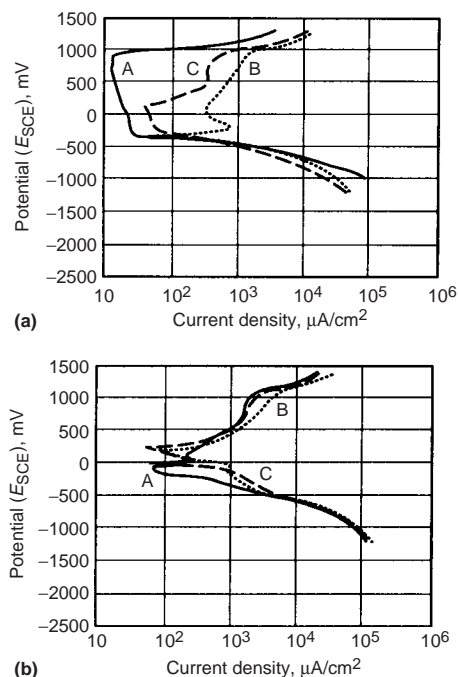 1500
1000
500
0
−500
−1000
−1500
−2000
−2500
Potential (E_SCE), mV
A
C
B
10 10² 10³ 10⁴ 10⁵ 10⁶
(a) Current density, μA/cm²
1500
1000
500
0
−500
−1000
−1500
−2000
−2500
Potential (E_SCE), mV
B
A
C
10 10² 10³ 10⁴ 10⁵ 10⁶
Current density, μA/cm²
(b)